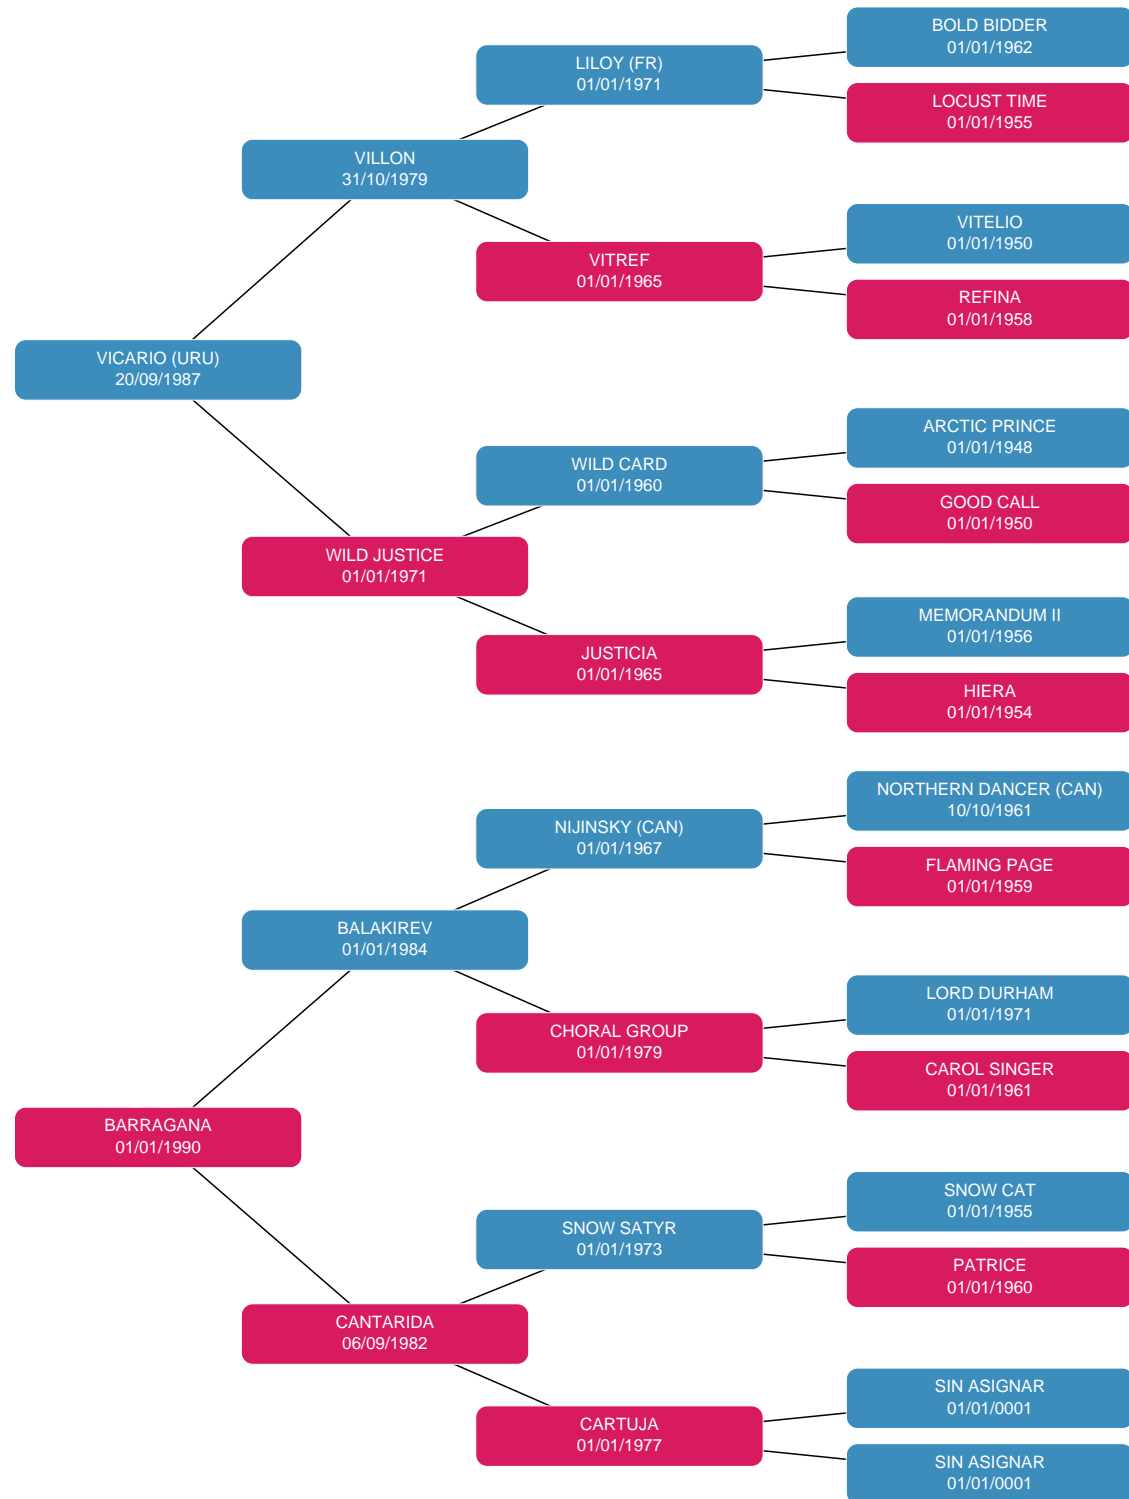 BOLD BIDDER
01/01/1962
LILOY (FR)
01/01/1971
LOCUST TIME
01/01/1955
VILLON
31/10/1979
VITELIO
01/01/1950
VITREF
01/01/1965
REFINA
01/01/1958
VICARIO (URU)
20/09/1987
ARCTIC PRINCE
01/01/1948
WILD CARD
01/01/1960
GOOD CALL
01/01/1950
WILD JUSTICE
01/01/1971
MEMORANDUM II
01/01/1956
JUSTICIA
01/01/1965
HIERA
01/01/1954
NORTHERN DANCER (CAN)
10/10/1961
NIJINSKY (CAN)
01/01/1967
FLAMING PAGE
01/01/1959
BALAKIREV
01/01/1984
LORD DURHAM
01/01/1971
CHORAL GROUP
01/01/1979
CAROL SINGER
01/01/1961
BARRAGANA
01/01/1990
SNOW CAT
01/01/1955
SNOW SATYR
01/01/1973
PATRICE
01/01/1960
CANTARIDA
06/09/1982
SIN ASIGNAR
01/01/0001
CARTUJA
01/01/1977
SIN ASIGNAR
01/01/0001